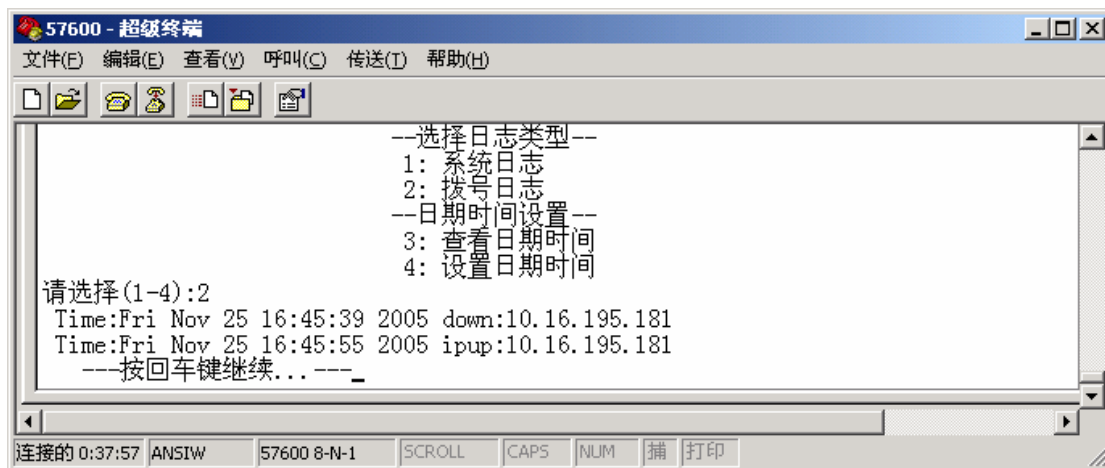 57600 - 超级终端
文件(F) 编辑(E) 查看(V) 呼叫(C) 传送(T) 帮助(H)
--选择日志类型--
1: 系统日志
2: 拨号日志
--日期时间设置--
3: 查看日期时间
4: 设置日期时间
请选择(1-4):2
Time:Fri Nov 25 16:45:39 2005 down:10.16.195.181
Time:Fri Nov 25 16:45:55 2005 ipup:10.16.195.181
---按回车键继续...---_
连接的 0:37:57 ANSIW 57600 8-N-1 SCROLL CAPS NUM 捕 打印